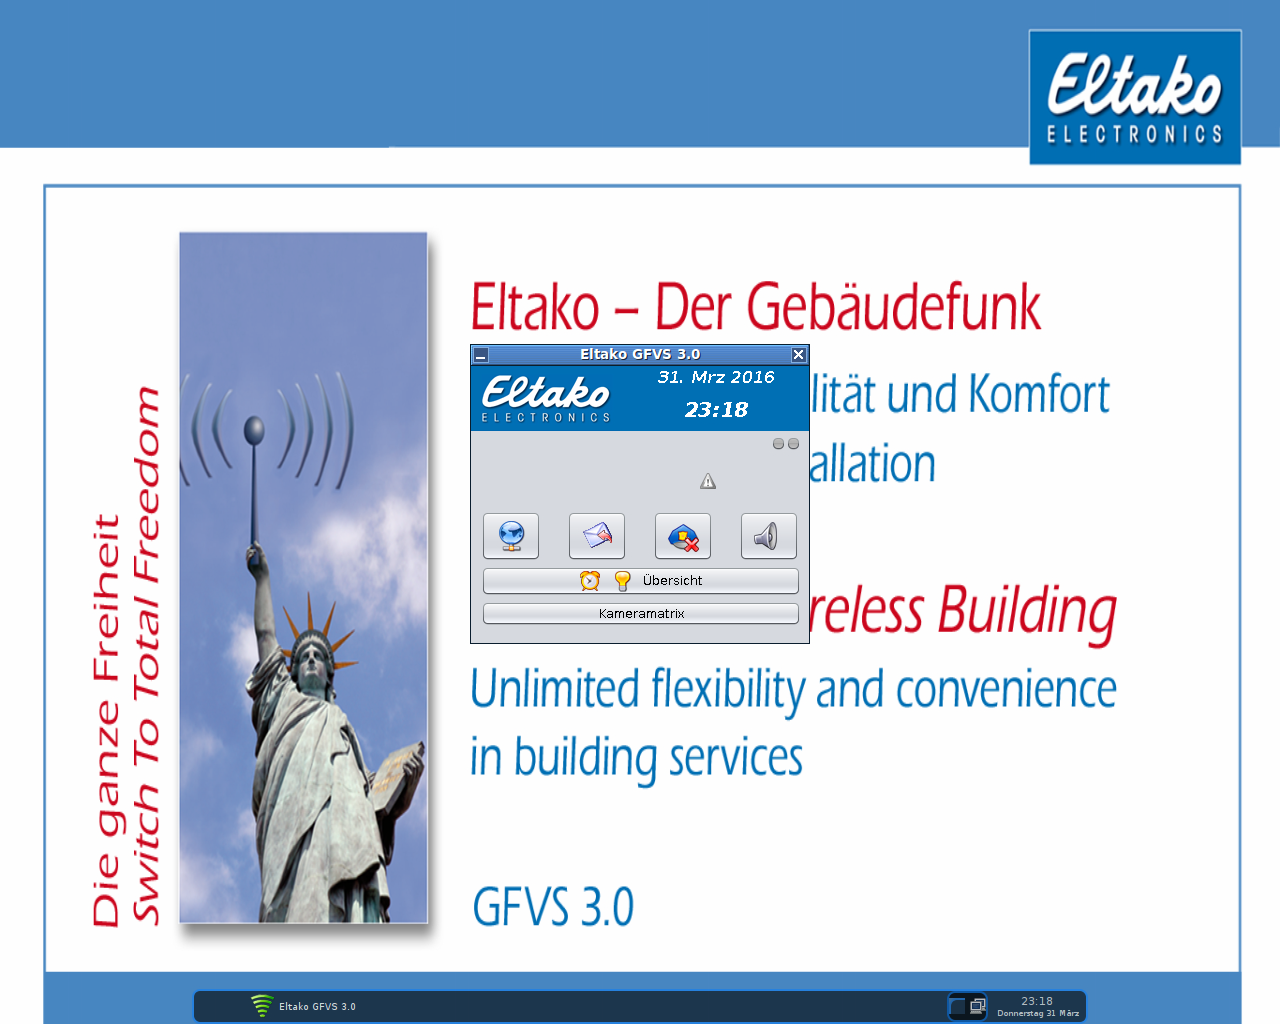 Eltako
ELECTRONICS
Die ganze Freiheit
Switch To Total Freedom
Eltako – Der Gebäudefunk
Eltako GFVS 3.0
Eltako
ELECTRONICS
31. Mrz 2016
23:18
lität und Komfort
allation
Übersicht
Kameramatrix
reless Building
Unlimited flexibility and convenience
in building services
GFVS 3.0
Eltako GFVS 3.0
23:18
Donnerstag 31 März